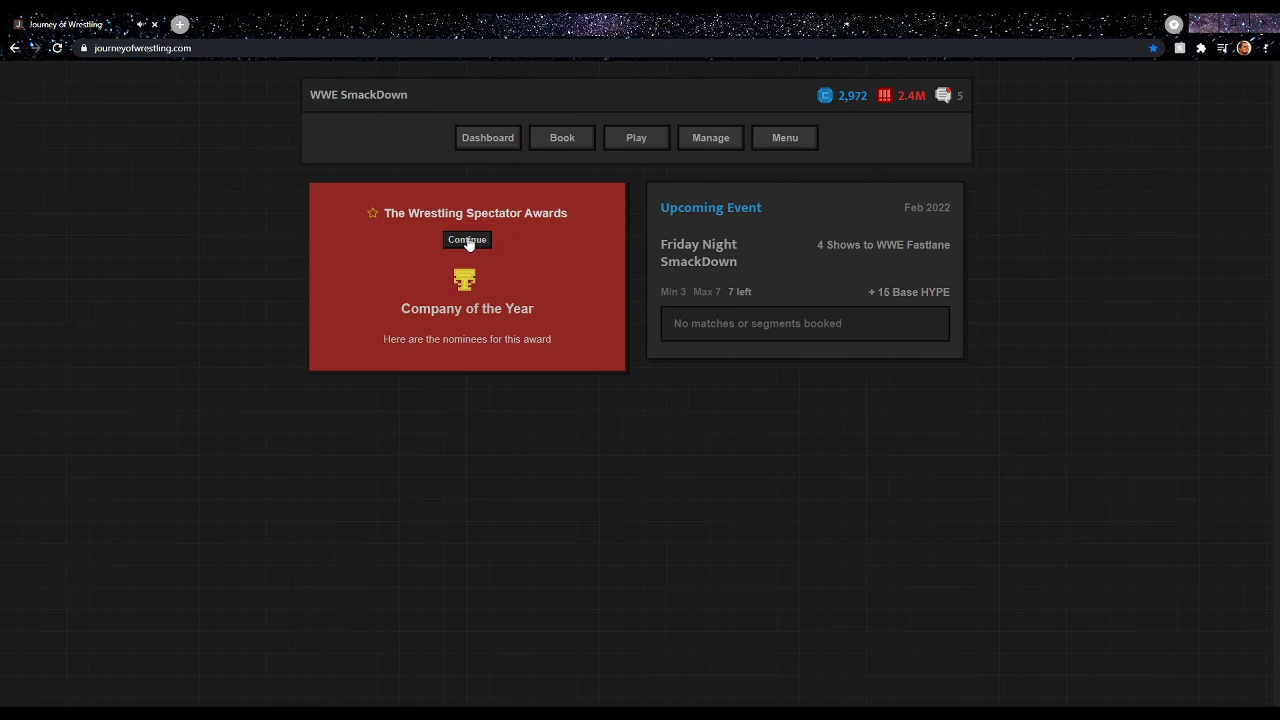 Journey of Wrestling
journeyofwrestling.com
WWE SmackDown
2,972
2.4M
5
Dashboard
Book
Play
Manage
Menu
The Wrestling Spectator Awards
Continue
Company of the Year
Here are the nominees for this award
Upcoming Event
Feb 2022
Friday Night
SmackDown
4 Shows to WWE Fastlane
Min 3 Max 7 7 left
+ 15 Base HYPE
No matches or segments booked